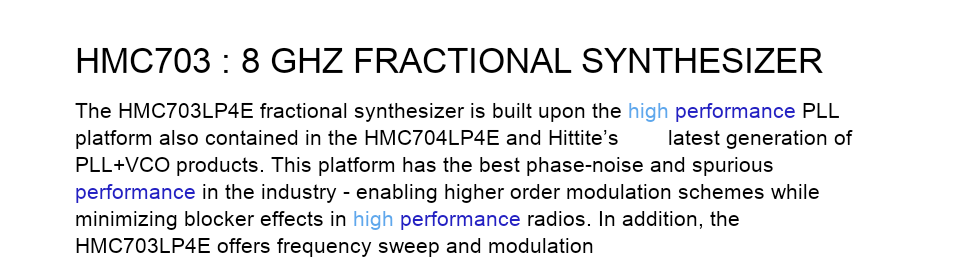 HMC703 : 8 GHZ FRACTIONAL SYNTHESIZER
The HMC703LP4E fractional synthesizer is built upon the high performance PLL
platform also contained in the HMC704LP4E and Hittite’s latest generation of
PLL+VCO products. This platform has the best phase-noise and spurious
performance in the industry - enabling higher order modulation schemes while
minimizing blocker effects in high performance radios. In addition, the
HMC703LP4E offers frequency sweep and modulation